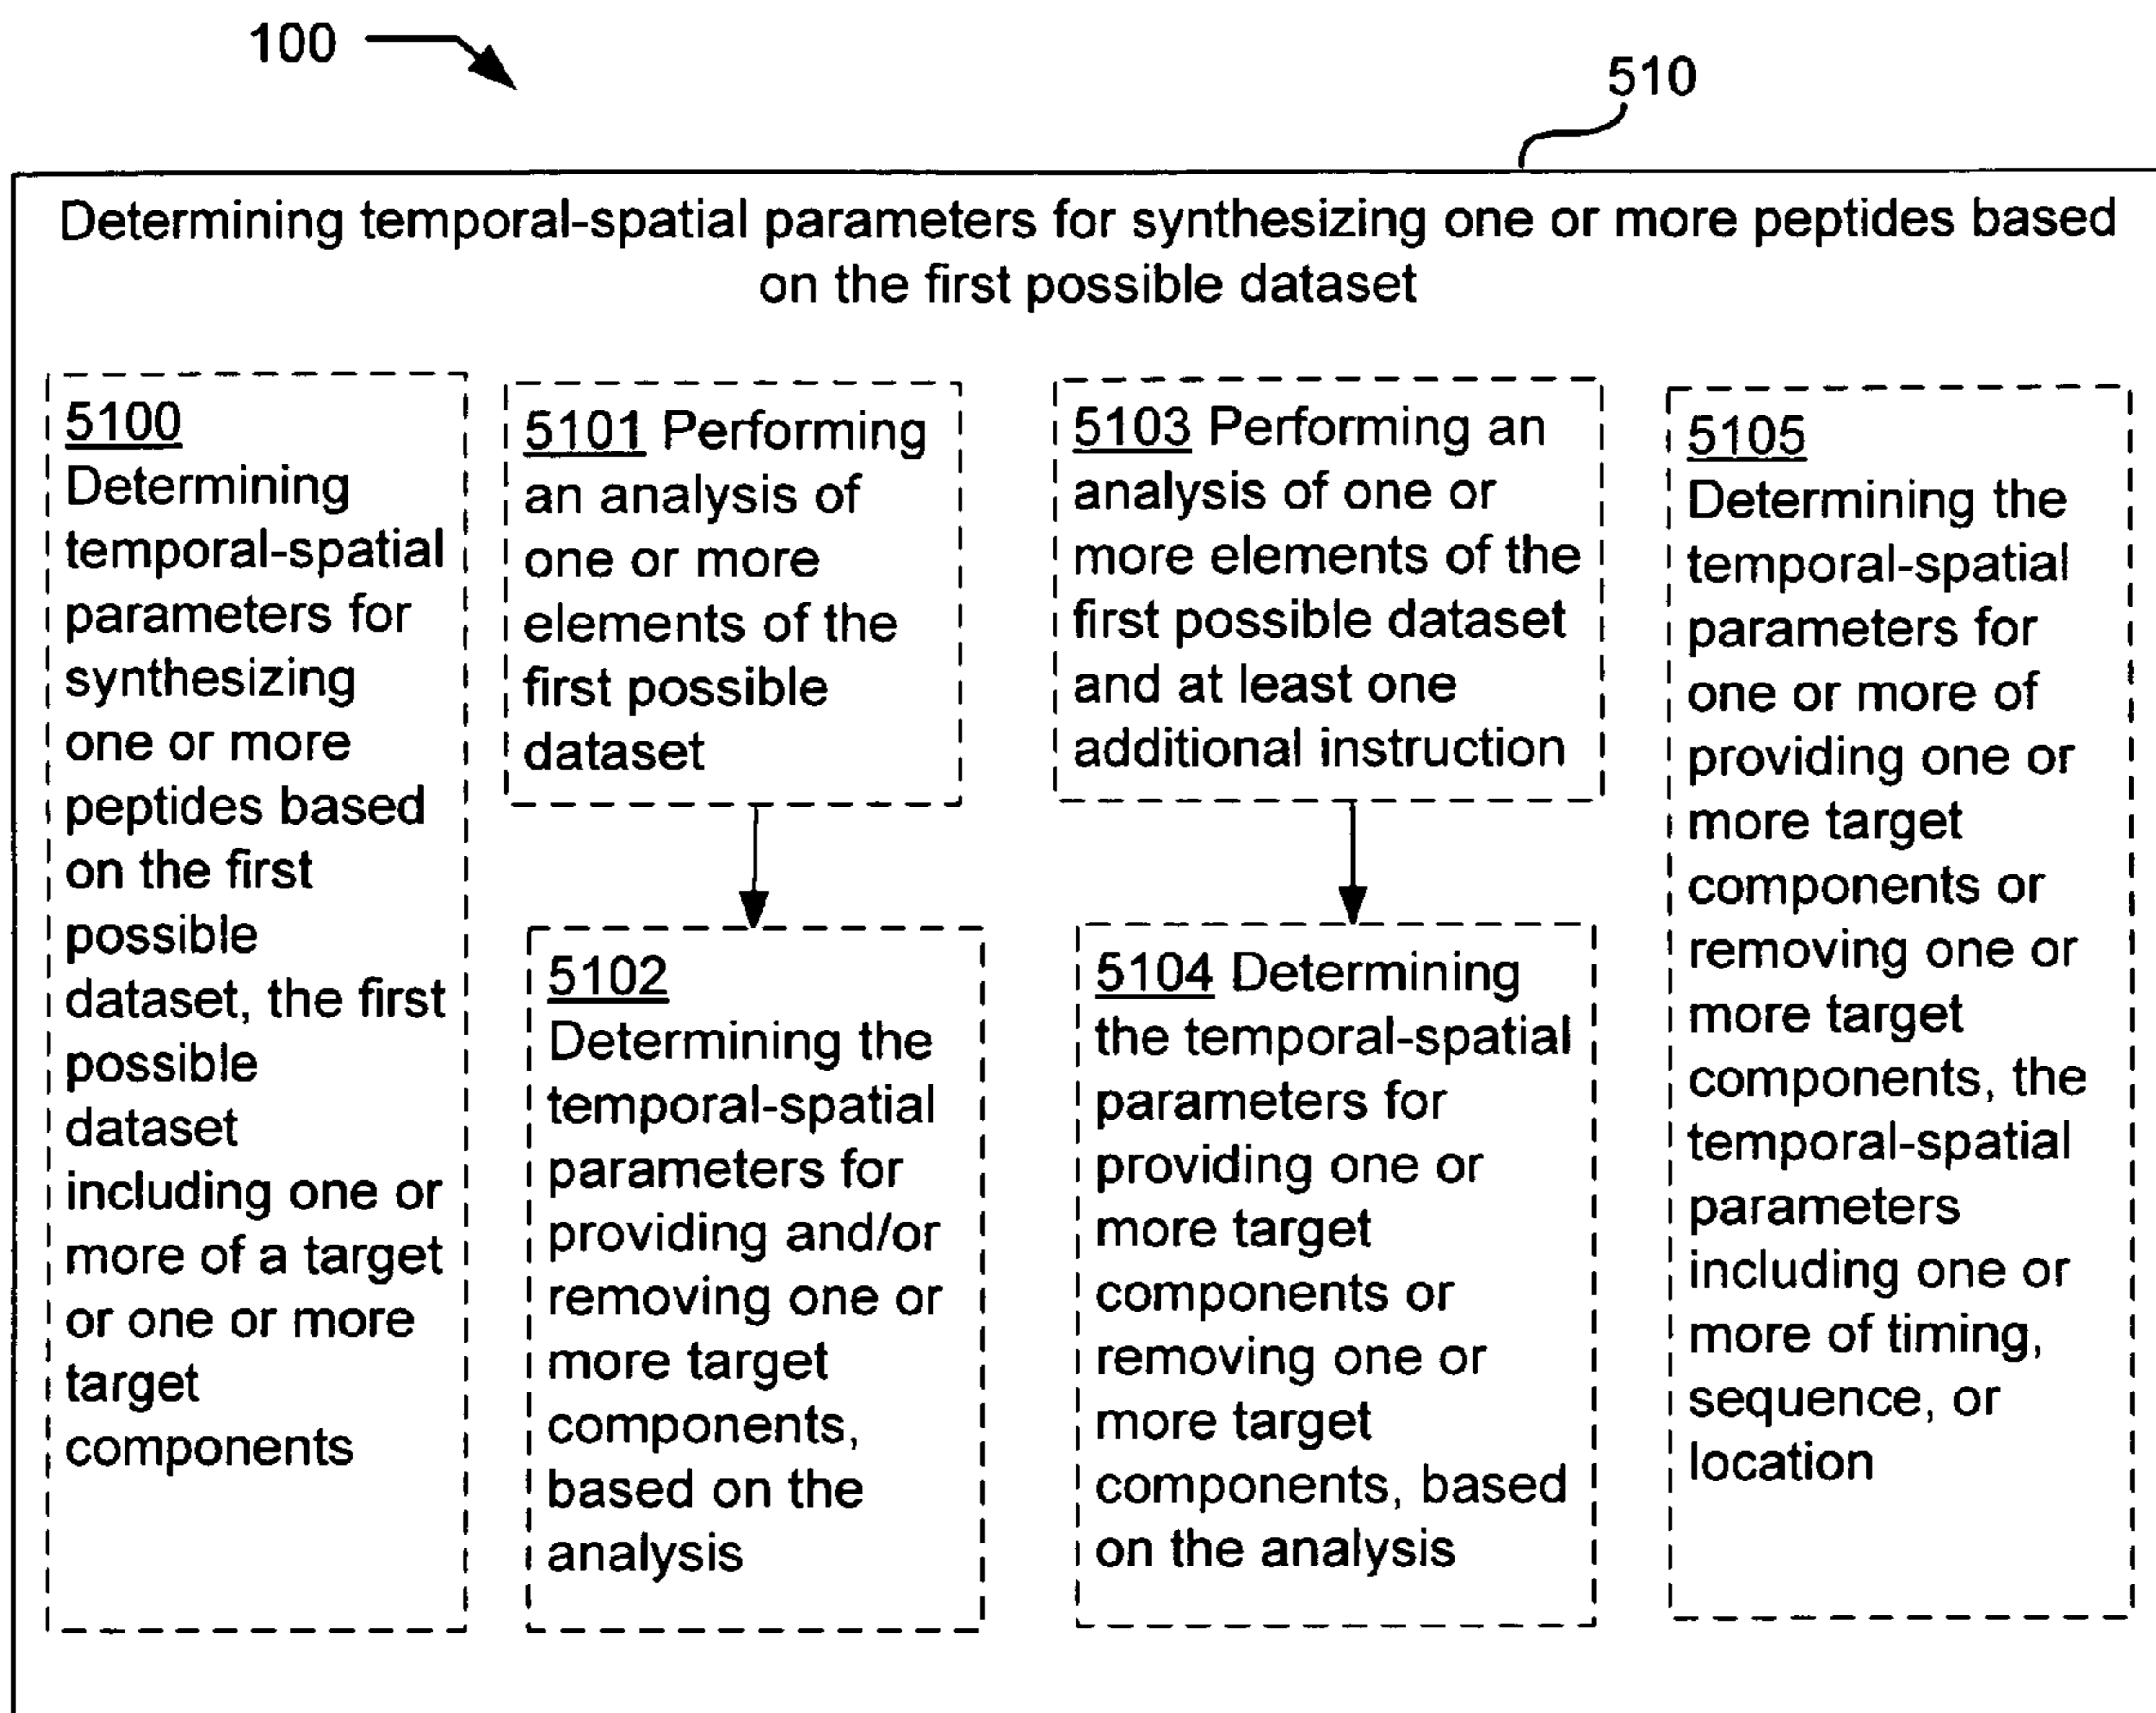 100
510
Determining temporal-spatial parameters for synthesizing one or more peptides based
on the first possible dataset
5100
Determining
temporal-spatial
parameters for
synthesizing
one or more
peptides based
on the first
possible
dataset, the first
possible
dataset
including one or
more of a target
or one or more
target
components
5101 Performing
an analysis of
one or more
elements of the
first possible
dataset
5102
Determining the
temporal-spatial
parameters for
providing and/or
removing one or
more target
components,
based on the
analysis
5103 Performing an
analysis of one or
more elements of the
first possible dataset
and at least one
additional instruction
5104 Determining
the temporal-spatial
parameters for
providing one or
more target
components or
removing one or
more target
components, based
on the analysis
5105
Determining the
temporal-spatial
parameters for
one or more of
providing one or
more target
components or
removing one or
more target
components, the
temporal-spatial
parameters
including one or
more of timing,
sequence, or
location